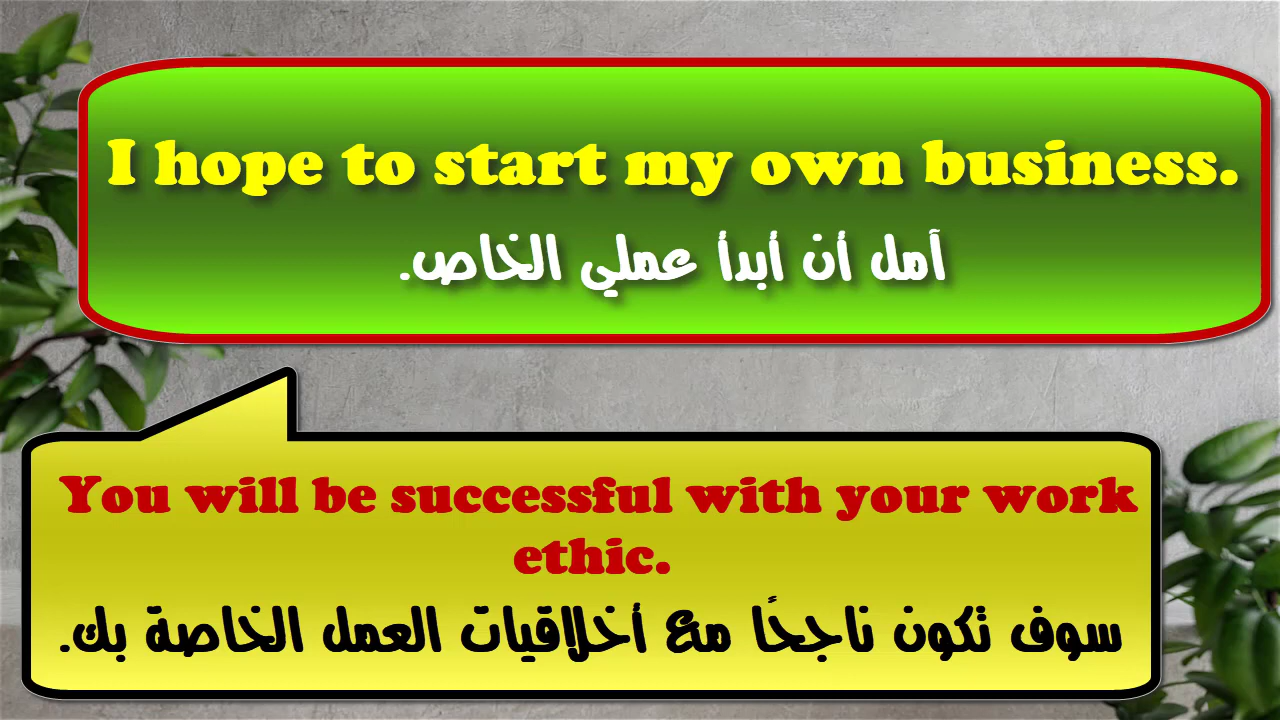 I hope to start my own business.
آمل أن أبدأ عملي الخاص.
You will be successful with your work
ethic.
سوف تكون ناجحًا مع أخلاقيات العمل الخاصة بك.